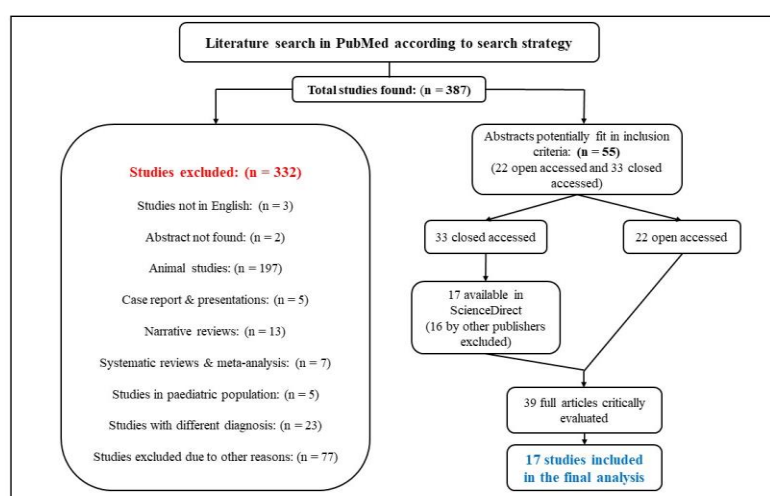 Literature search in PubMed according to search strategy
Total studies found: (n = 387)
Studies excluded: (n = 332)
Studies not in English: (n = 3)
Abstract not found: (n = 2)
Animal studies: (n = 197)
Case report & presentations: (n = 5)
Narrative reviews: (n = 13)
Systematic reviews & meta-analysis: (n = 7)
Studies in paediatric population: (n = 5)
Studies with different diagnosis: (n = 23)
Studies excluded due to other reasons: (n = 77)
Abstracts potentially fit in inclusion
criteria: (n = 55)
(22 open accessed and 33 closed
accessed)
33 closed accessed
22 open accessed
17 available in
ScienceDirect
(16 by other publishers
excluded)
39 full articles critically
evaluated
17 studies included
in the final analysis